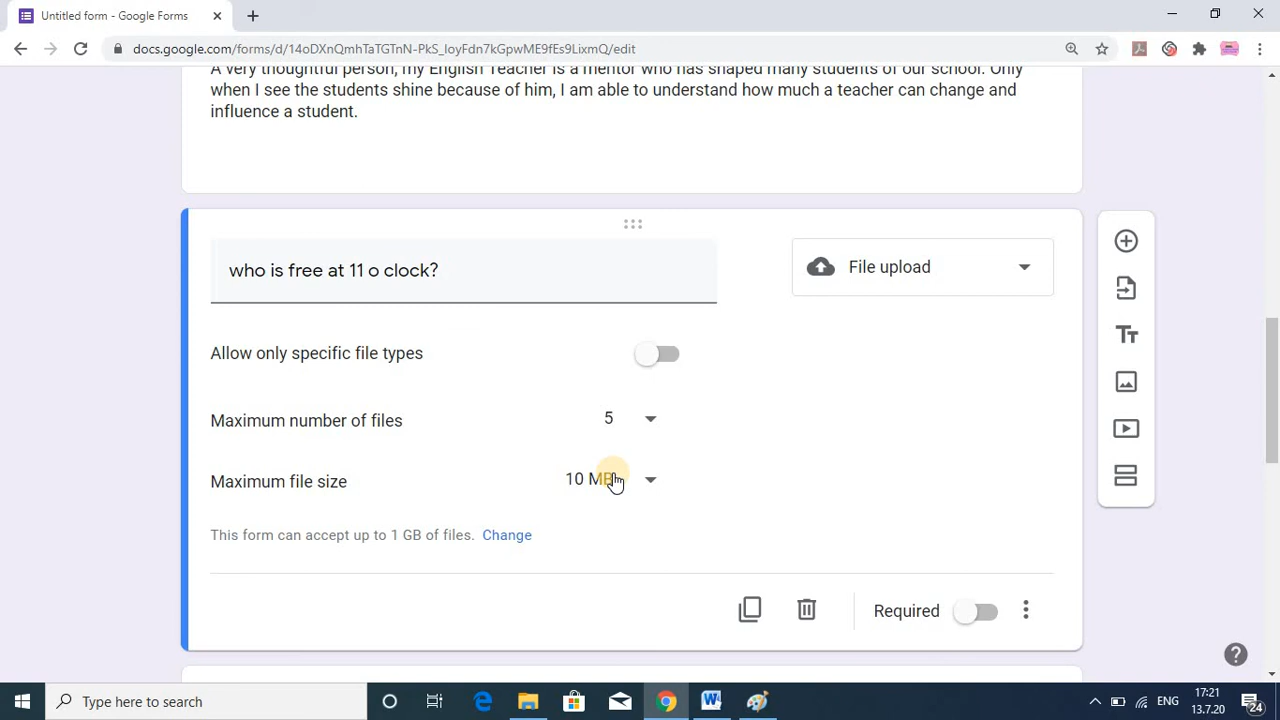 Untitled form - Google Forms
docs.google.com/forms/d/14oDXnQmhTaTGTnN-PkS_loyFdn7kGpwME9fEs9LixmQ/edit
A very thoughtful person, my English Teacher is a mentor who has shaped many students of our school. Only
when I see the students shine because of him, I am able to understand how much a teacher can change and
influence a student.
who is free at 11 o clock?
File upload
Allow only specific file types
Maximum number of files
5
Maximum file size
10 MB
This form can accept up to 1 GB of files. Change
Required
Type here to search
ENG
17:21
13.7.20
24